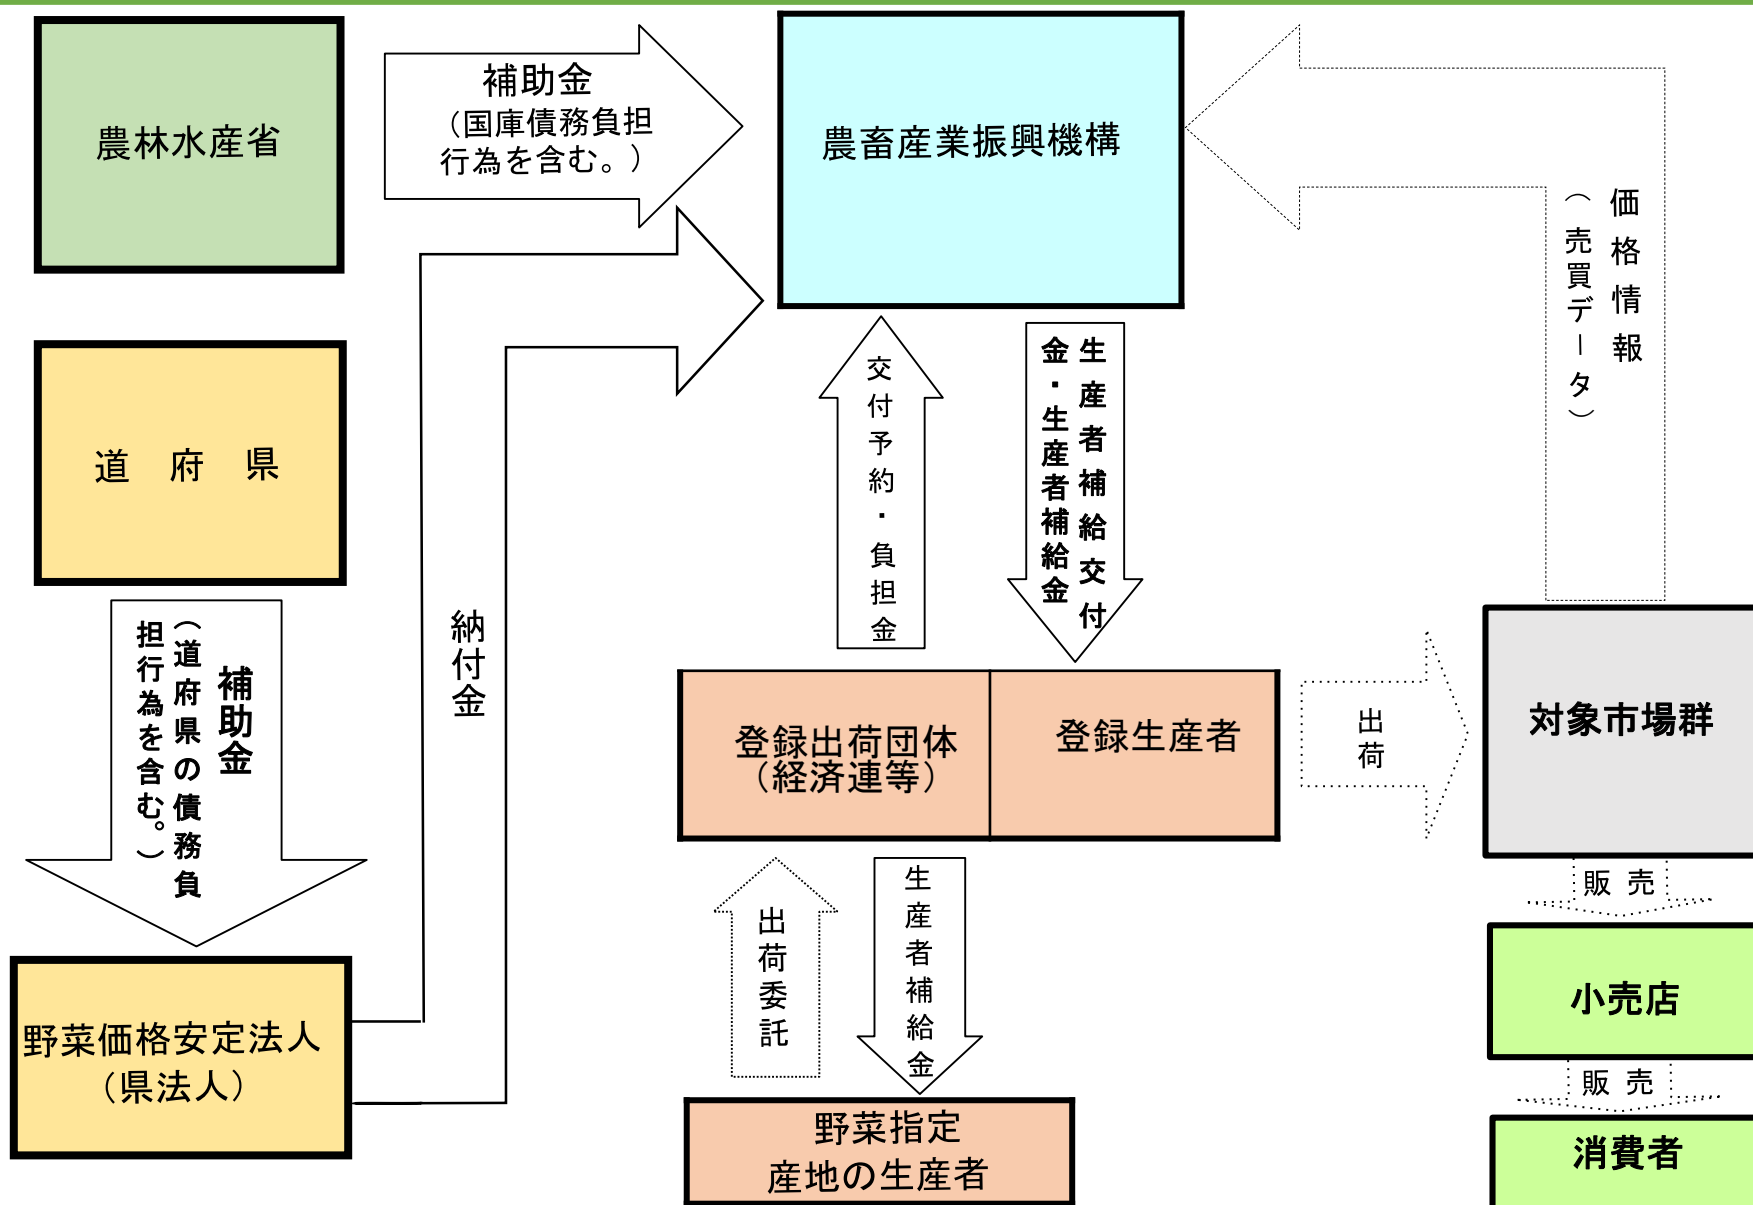 農林水産省
補助金
（国庫債務負担
行為を含む。）
農畜産業振興機構
価格情報
（売買データ）
道　府　県
交付予約・負担金
生産者補給交付
金・生産者補給金
補助金
（道府県の債務負
担行為を含む。）
納付金
登録出荷団体
（経済連等）
登録生産者
出荷
対象市場群
販売
小売店
販売
消費者
出荷委託
生産者補給金
野菜価格安定法人
（県法人）
野菜指定
産地の生産者